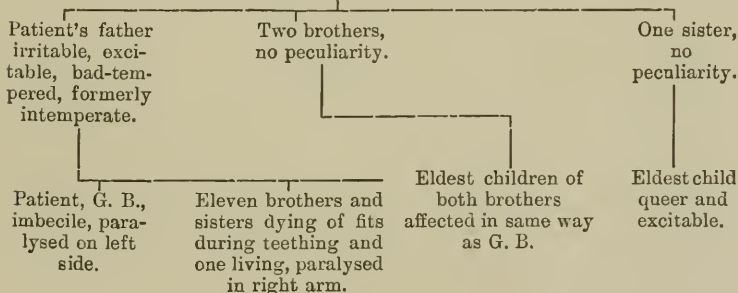 Patient's father
irritable, exci-
table, bad-tem-
pered, formerly
intemperate.
Two brothers,
no peculiarity.
One sister,
no
peculiarity.
Patient, G. B.,
imbecile, para-
lysed on left
side.
Eleven brothers and
sisters dying of fits
during teething and
one living, paralysed
in right arm.
Eldest children of
both brothers
affected in same way
as G. B.
Eldest child
queer and
excitable.